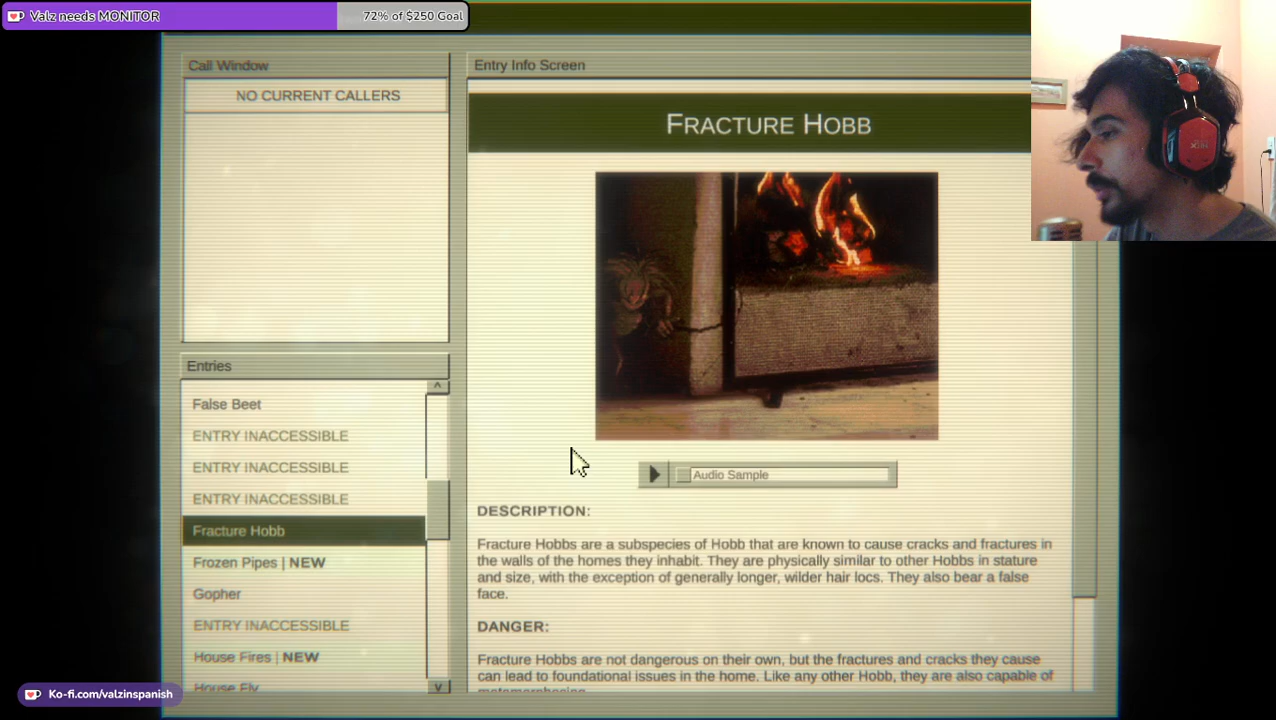 Valz needs MONITOR
72% of $250 Goal
Call Window
NO CURRENT CALLERS
Entry Info Screen
FRACTURE HOBB
Audio Sample
DESCRIPTION:
Fracture Hobbs are a subspecies of Hobb that are known to cause cracks and fractures in
the walls of the homes they inhabit. They are physically similar to other Hobbs in stature
and size, with the exception of generally longer, wilder hair locs. They also bear a false
face.
DANGER:
Fracture Hobbs are not dangerous on their own, but the fractures and cracks they cause
can lead to foundational issues in the home. Like any other Hobb, they are also capable of
metamorphosing
Entries
False Beet
ENTRY INACCESSIBLE
ENTRY INACCESSIBLE
ENTRY INACCESSIBLE
Fracture Hobb
Frozen Pipes | NEW
Gopher
ENTRY INACCESSIBLE
House Fires | NEW
House Fly
Ko-fi.com/valzinspanish